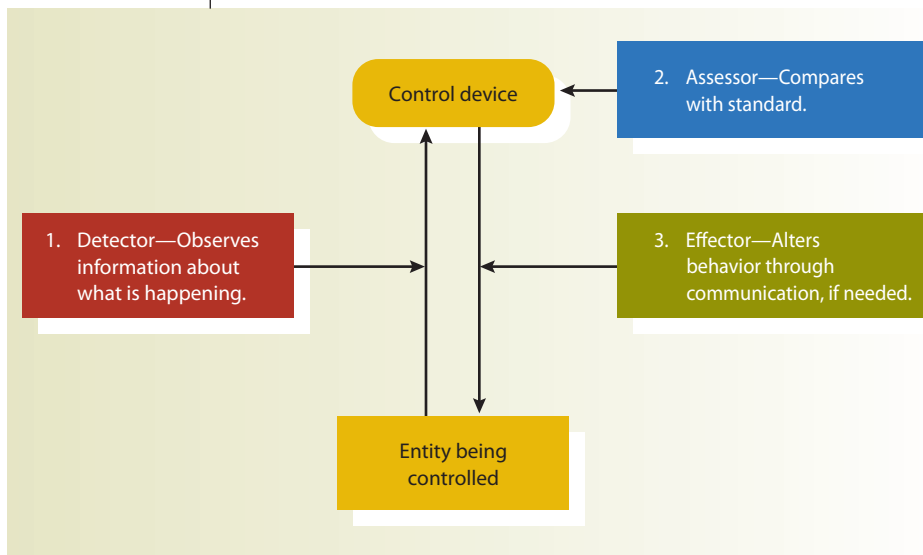 Control device
2. Assessor—Compares
with standard.
1. Detector—Observes
information about
what is happening.
3. Effector—Alters
behavior through
communication, if needed.
Entity being
controlled